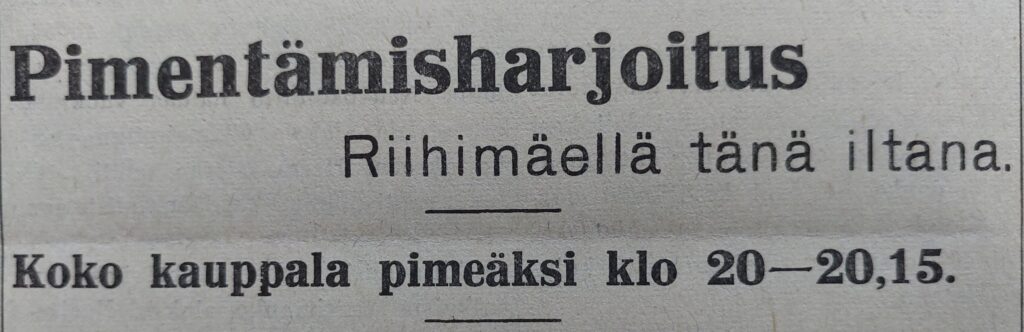 Pimentämisharjoitus
Riihimäellä tänä iltana.
Koko kauppala pimeäksi klo 20—20,15.